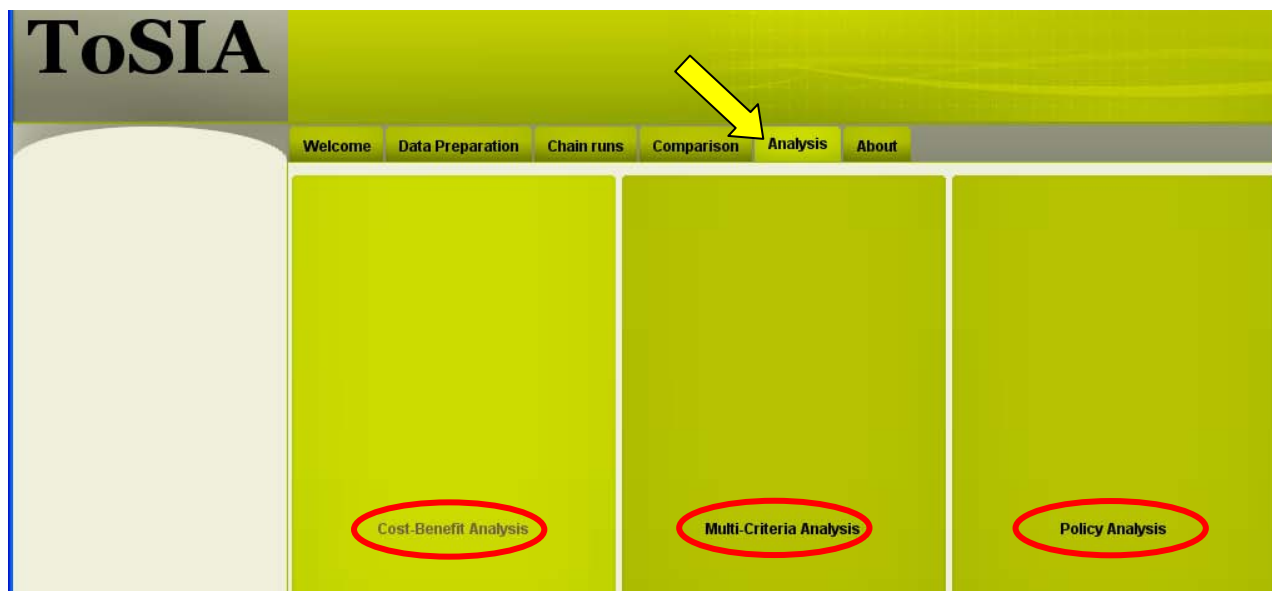 ToSIA
Welcome Data Preparation Chain runs Comparison Analysis About
Cost-Benefit Analysis Multi-Criteria Analysis Policy Analysis